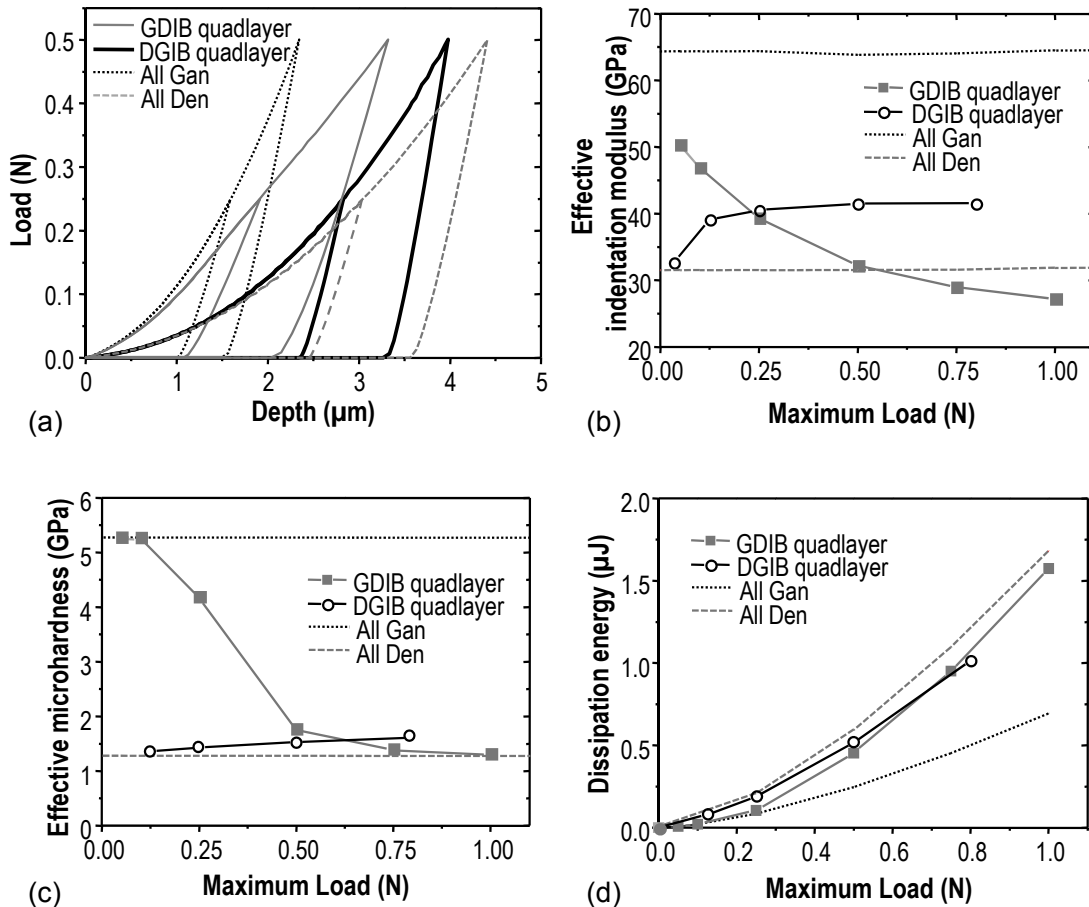 GDIB quadlayer
DGIB quadlayer
All Gan
All Den
0.5
0.4
0.3
0.2
0.1
0.0
Load (N)
0 1 2 3 4 5
Depth (µm)
(a)
70
60
50
40
30
20
Effective
indentation modulus (GPa)
GDIB quadlayer
DGIB quadlayer
All Gan
All Den
0.00 0.25 0.50 0.75 1.00
Maximum Load (N)
(b)
6
5
4
3
2
1
0
Effective microhardness (GPa)
GDIB quadlayer
DGIB quadlayer
All Gan
All Den
0.00 0.25 0.50 0.75 1.00
Maximum Load (N)
(c)
2.0
1.5
1.0
0.5
0.0
Dissipation energy (µJ)
GDIB quadlayer
DGIB quadlayer
All Gan
All Den
0.0 0.2 0.4 0.6 0.8 1.0
Maximum Load (N)
(d)